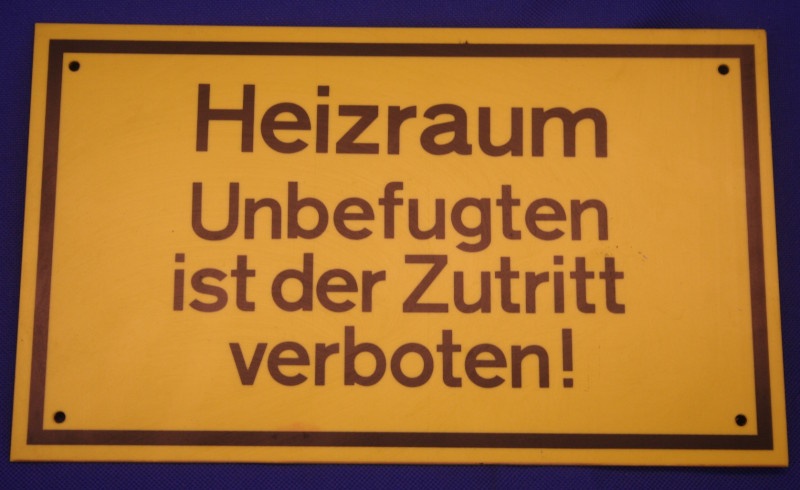 Heizraum
Unbefugten
ist der Zutritt
verboten!